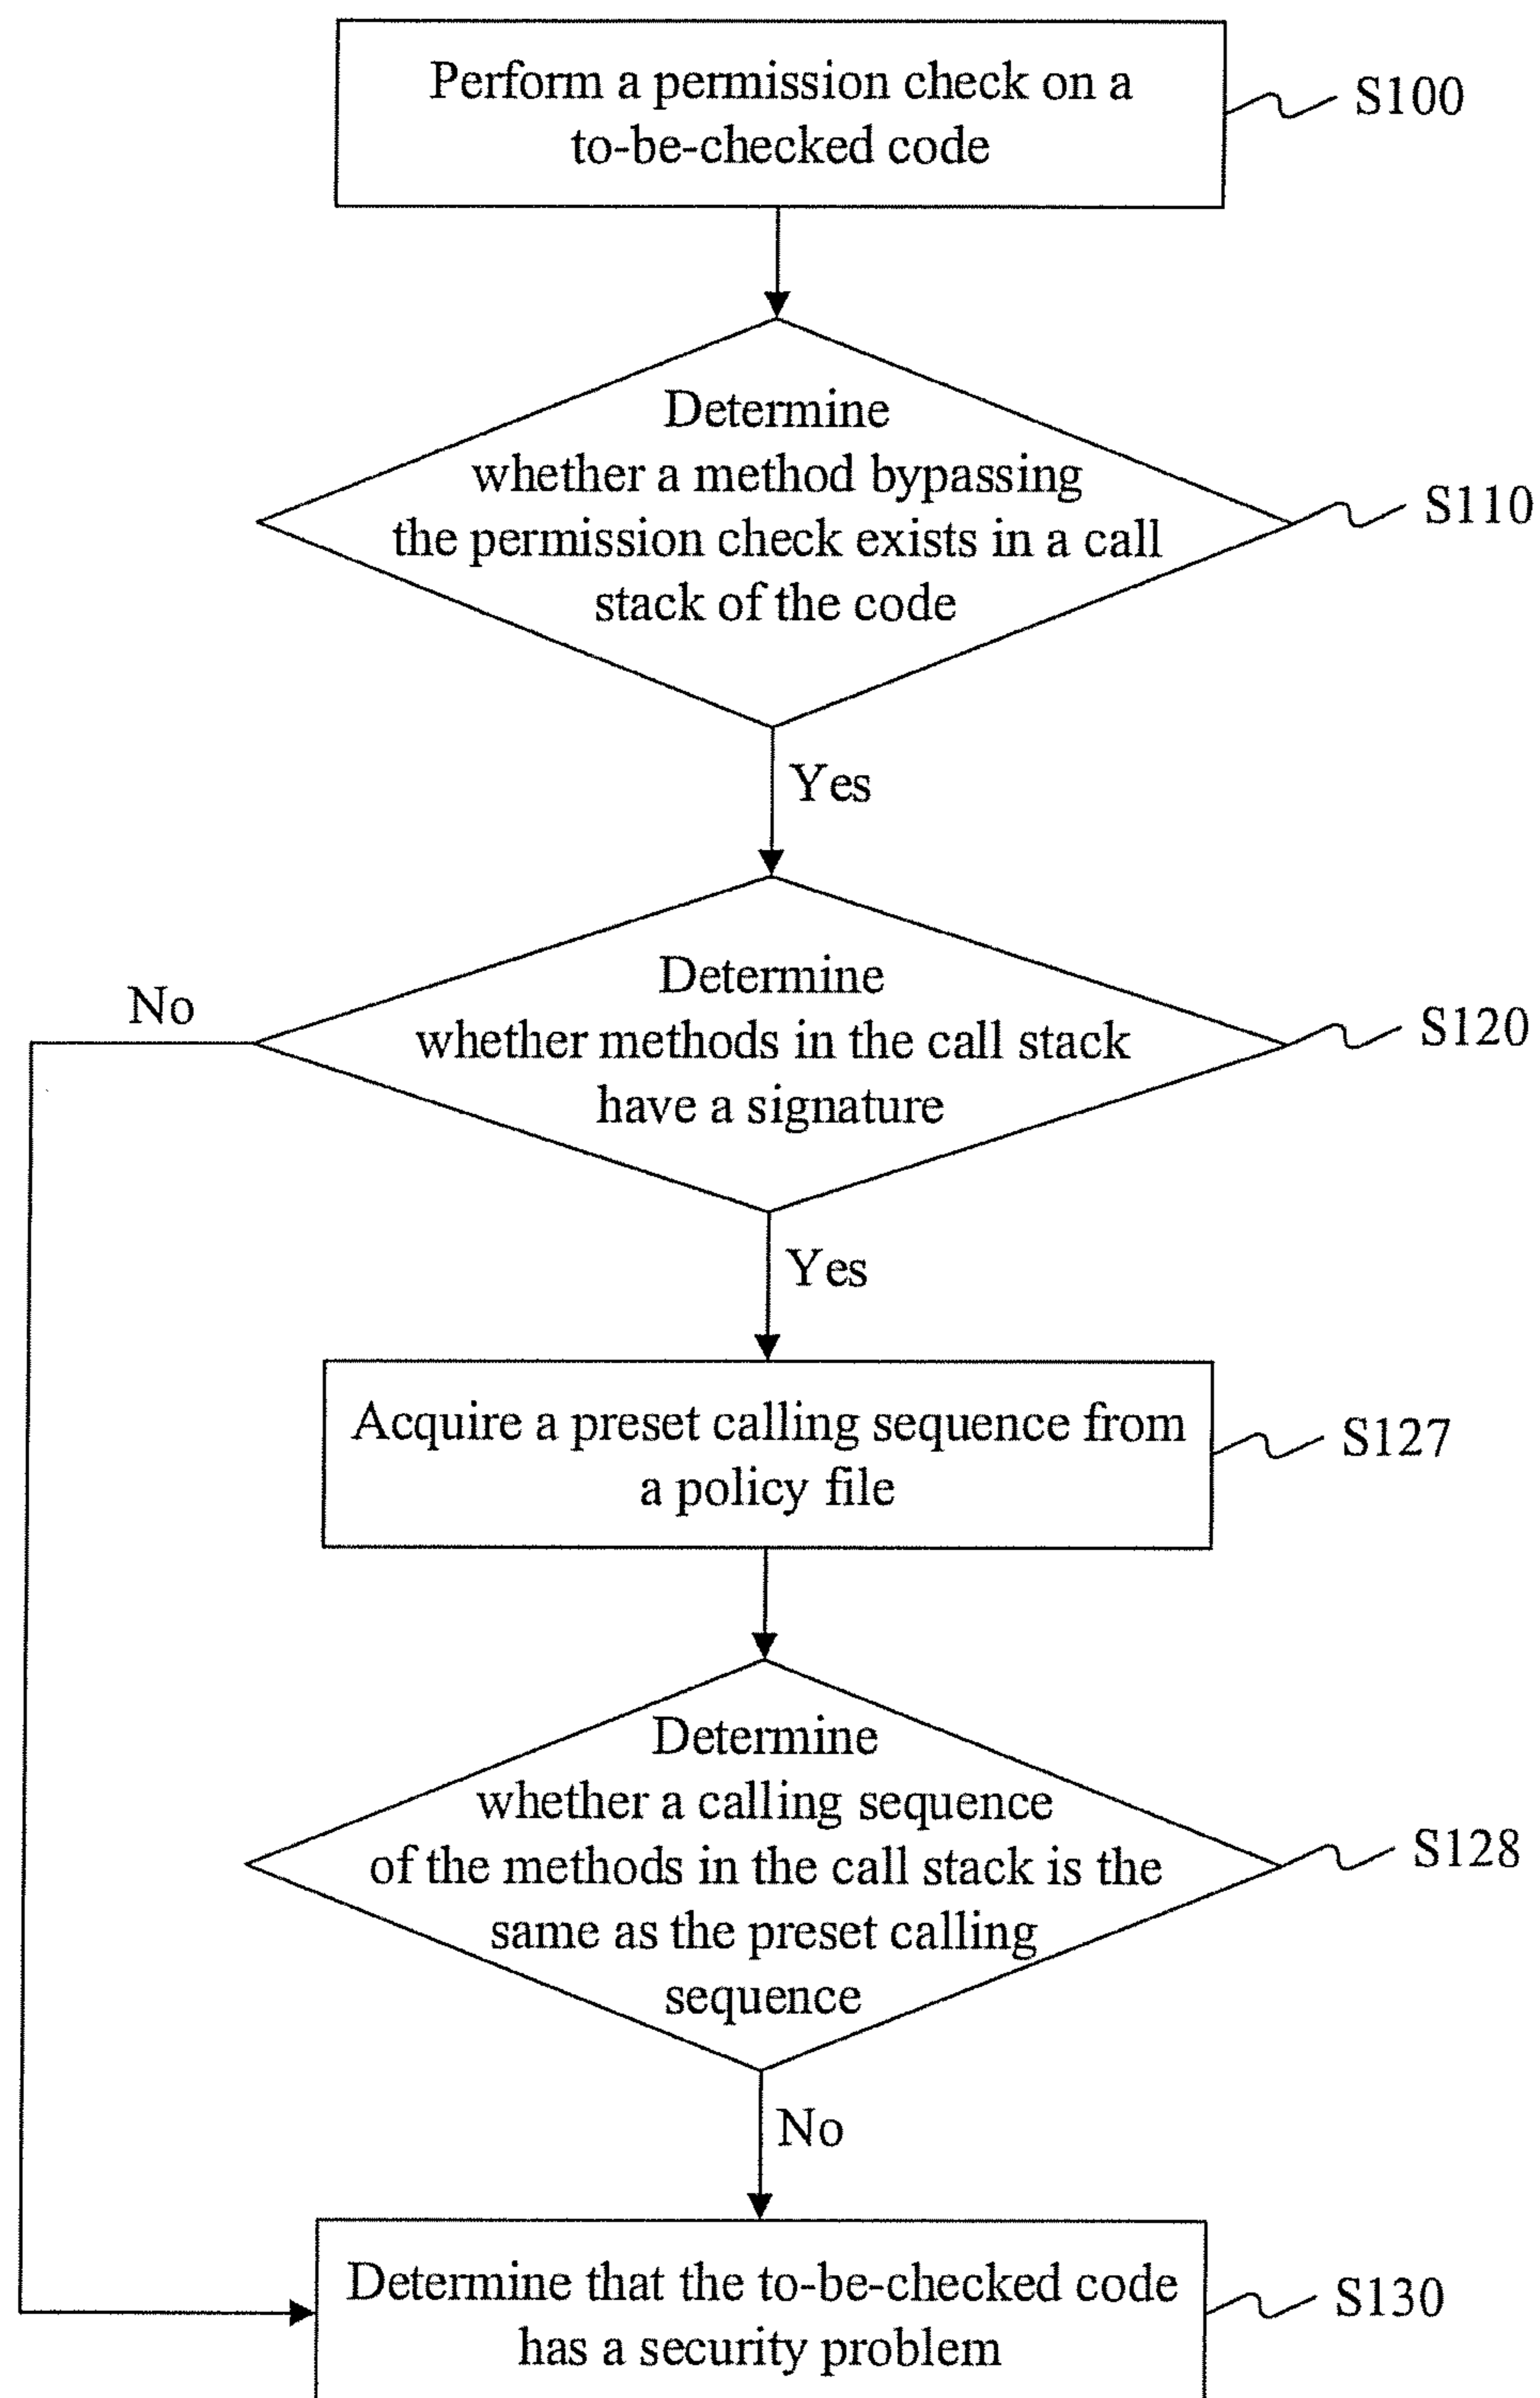 Perform a permission check on a
to-be-checked code
S100
Determine
whether a method bypassing
the permission check exists in a call
stack of the code
S110
Yes
Determine
whether methods in the call stack
have a signature
S120
No
Yes
Acquire a preset calling sequence from
a policy file
S127
Determine
whether a calling sequence
of the methods in the call stack is the
same as the preset calling
sequence
S128
No
Determine that the to-be-checked code
has a security problem
S130